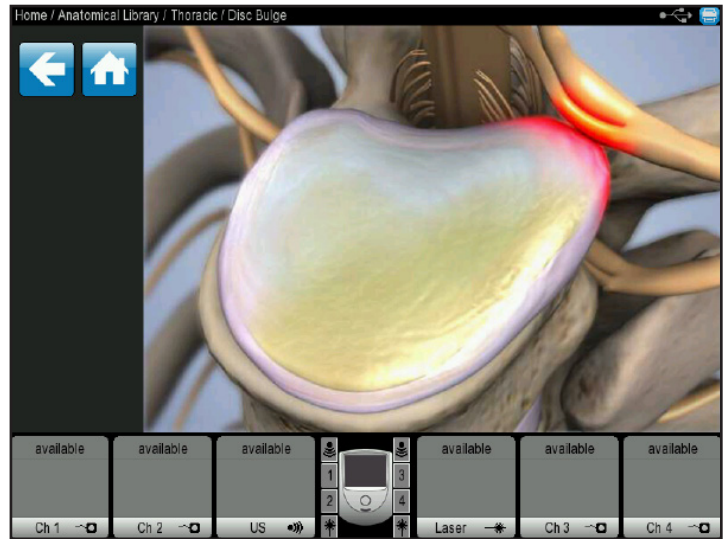 Home / Anatomical Library / Thoracic / Disc Bulge
available available available available available available
1 3
2 4
Ch 1 Ch 2 US Laser Ch 3 Ch 4